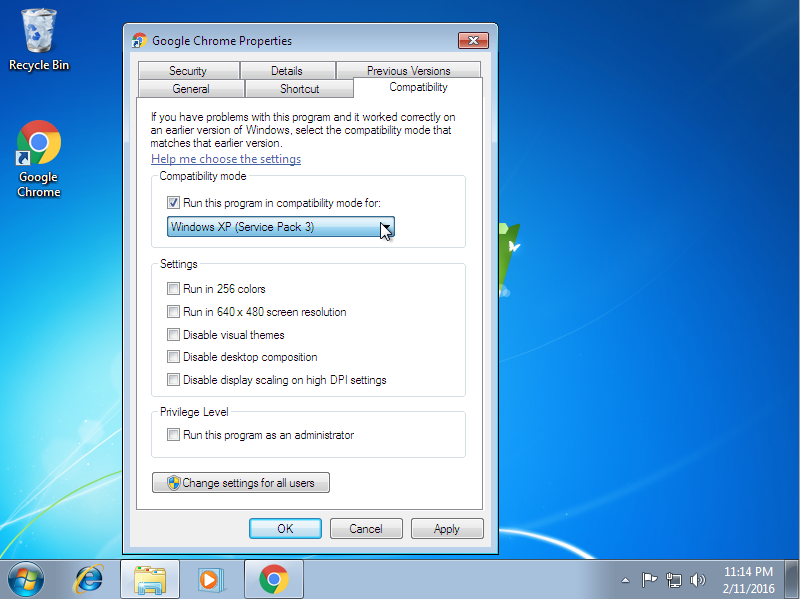 Recycle Bin
Google
Chrome
Google Chrome Properties
Security
Details
Previous Versions
General
Shortcut
Compatibility
If you have problems with this program and it worked correctly on
an earlier version of Windows, select the compatibility mode that
matches that earlier version.
Help me choose the settings
Compatibility mode
Run this program in compatibility mode for:
Windows XP (Service Pack 3)
Settings
Run in 256 colors
Run in 640 x 480 screen resolution
Disable visual themes
Disable desktop composition
Disable display scaling on high DPI settings
Privilege Level
Run this program as an administrator
Change settings for all users
OK
Cancel
Apply
11:14 PM
2/11/2016